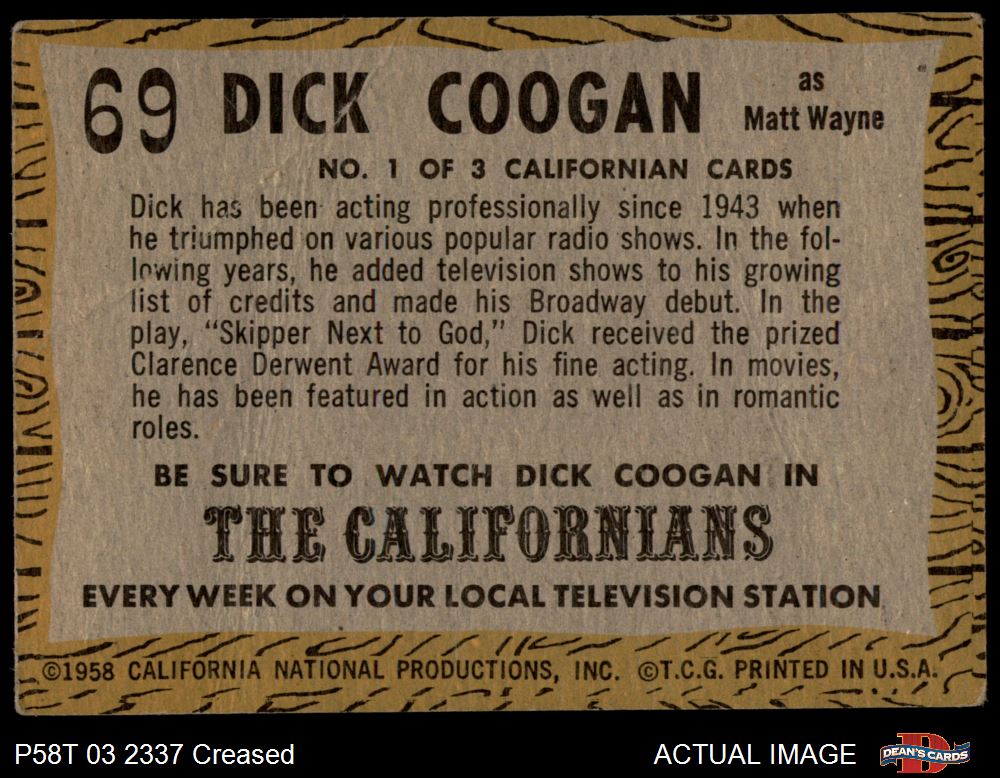 69 DICK COOGAN as Matt Wayne
NO. 1 OF 3 CALIFORNIAN CARDS
Dick has been acting professionally since 1943 when
he triumphed on various popular radio shows. In the fol-
lowing years, he added television shows to his growing
list of credits and made his Broadway debut. In the
play, "Skipper Next to God," Dick received the prized
Clarence Derwent Award for his fine acting. In movies,
he has been featured in action as well as in romantic
roles.
BE SURE TO WATCH DICK COOGAN IN
THE CALIFORNIANS
EVERY WEEK ON YOUR LOCAL TELEVISION STATION
©1958 CALIFORNIA NATIONAL PRODUCTIONS, INC. ©T.C.G. PRINTED IN U.S.A.
P58T 03 2337 Creased ACTUAL IMAGE DEAN'S CARDS